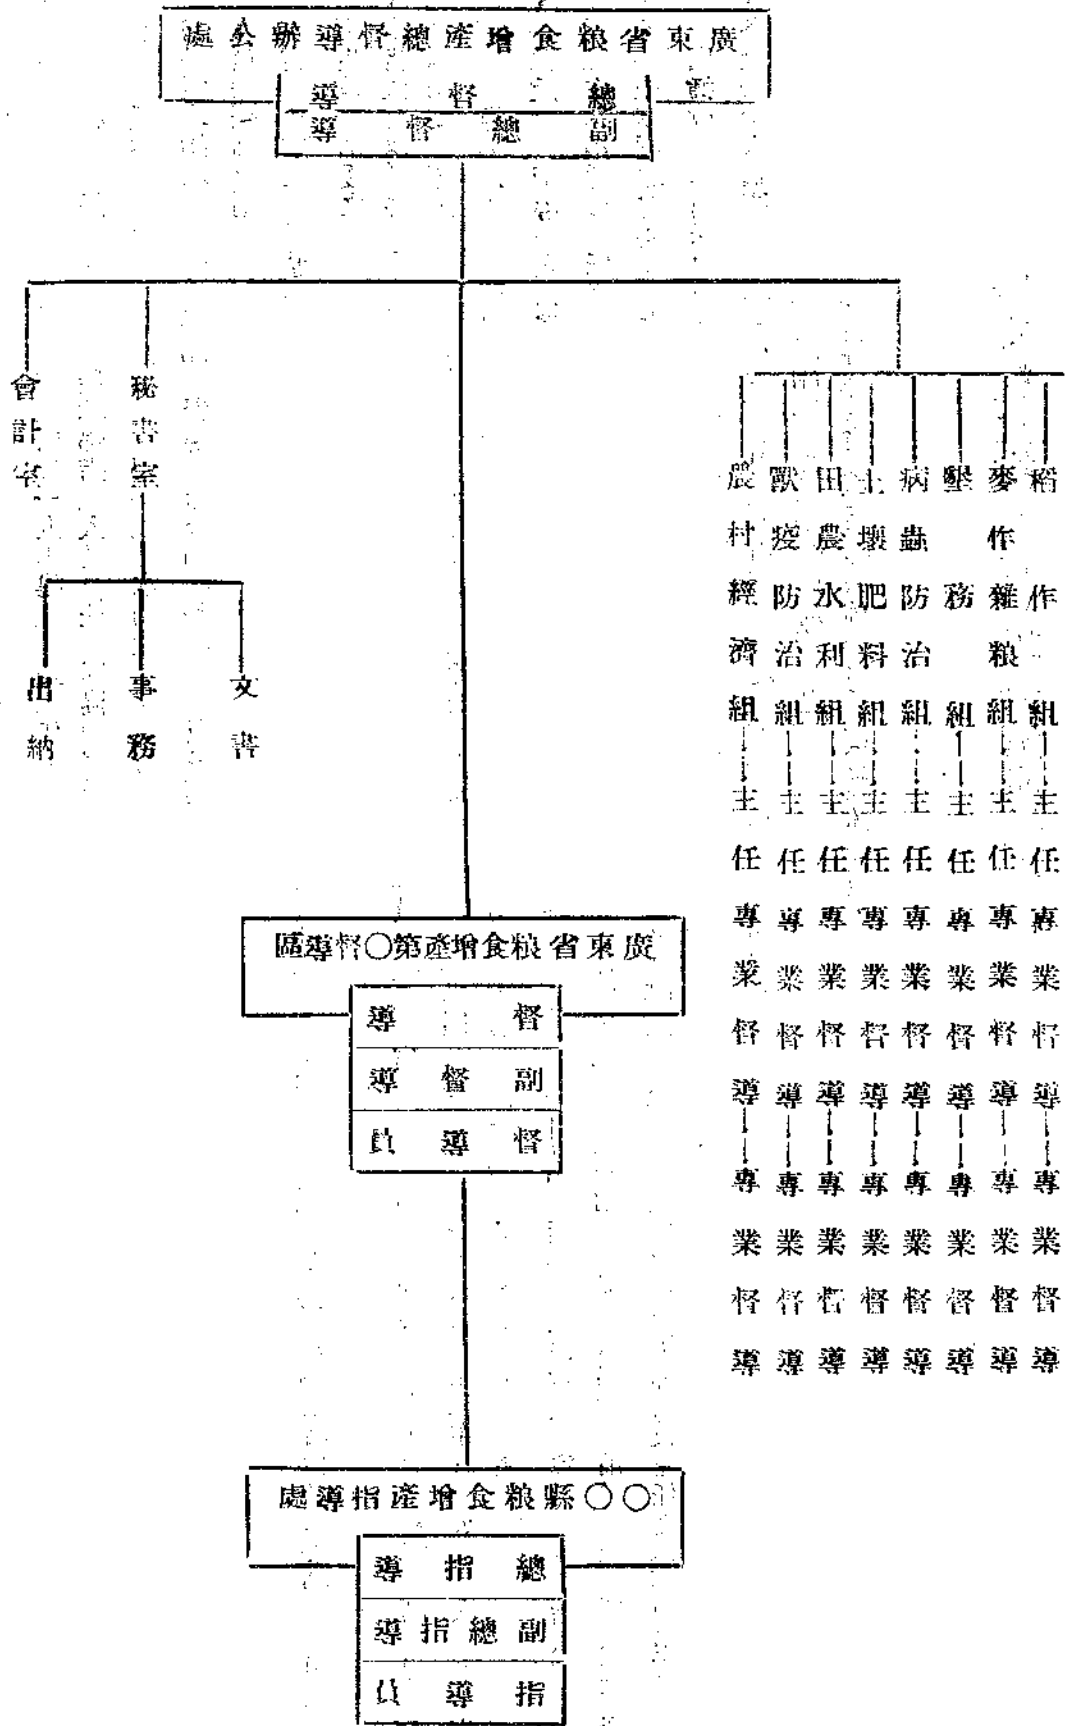 廣東省粮食增產總督導辦公處
總督導
副總督導
稻作組
主任專業督導
專業督導
麥作雜粮組
主任專業督導
專業督導
墾務組
主任專業督導
專業督導
病蟲防治組
主任專業督導
專業督導
土壤肥料組
主任專業督導
專業督導
田農水利組
主任專業督導
專業督導
獸疫防治組
主任專業督導
專業督導
農村經濟組
主任專業督導
專業督導
秘書室
文書
事務
出納
會計室
廣東省粮食增產第○督導區
督導
副督導
督導員
○○縣粮食增產指導處
總指導
副總指導
指導員